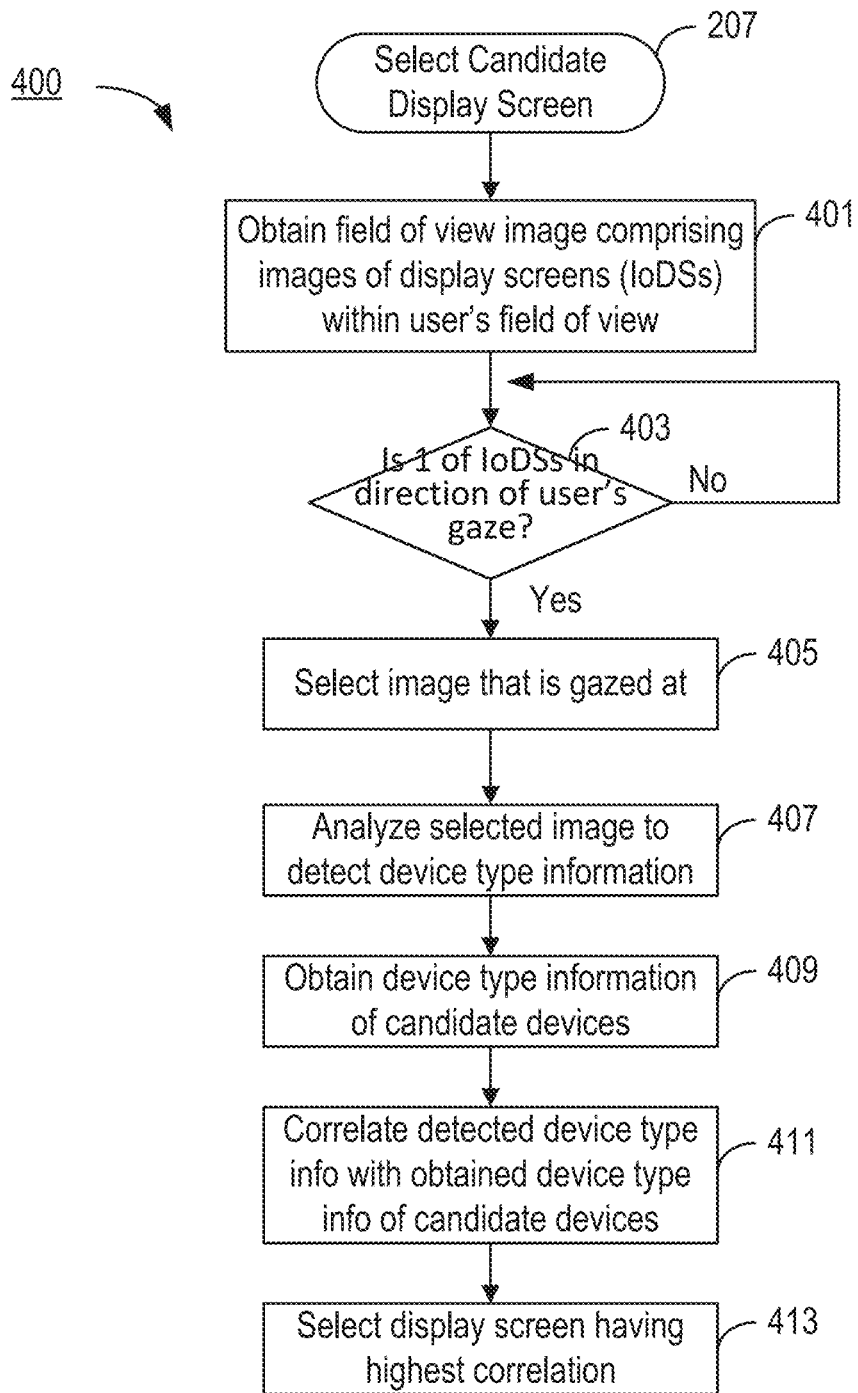 207
Select Candidate
Display Screen
400
401
Obtain field of view image comprising
images of display screens (IoDSs)
within user's field of view
403
Is 1 of IoDSs in
direction of user's
gaze?
No
Yes
405
Select image that is gazed at
407
Analyze selected image to
detect device type information
409
Obtain device type information
of candidate devices
411
Correlate detected device type
info with obtained device type
info of candidate devices
413
Select display screen having
highest correlation